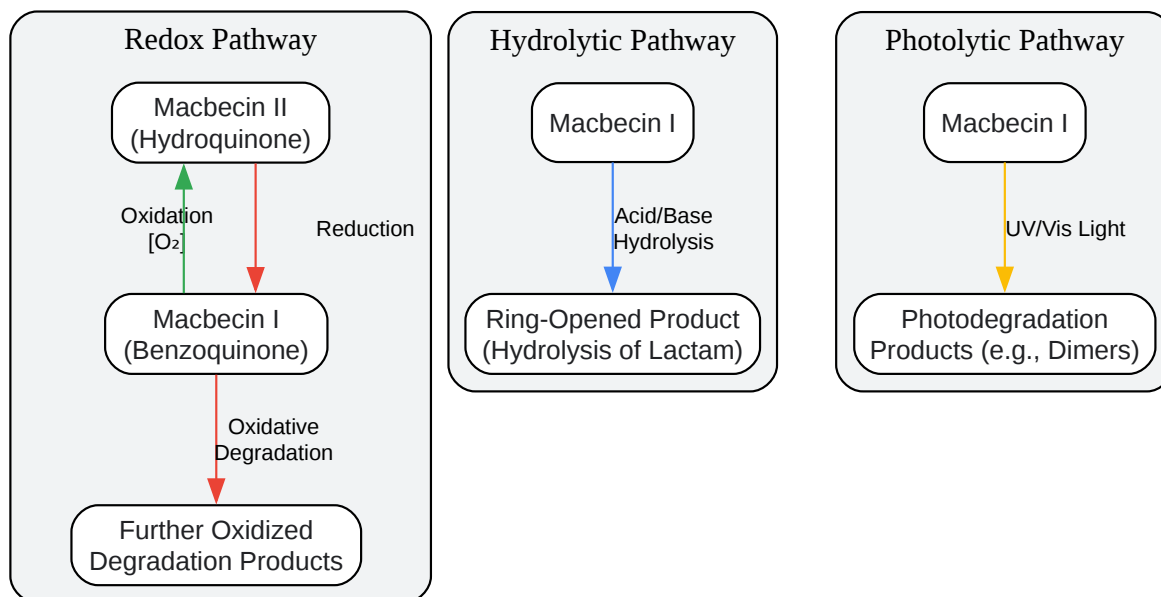 Redox Pathway
Macbecin II
(Hydroquinone)
Oxidation
[O₂]
Reduction
Macbecin I
(Benzoquinone)
Oxidative
Degradation
Further Oxidized
Degradation Products
Hydrolytic Pathway
Macbecin I
Acid/Base
Hydrolysis
Ring-Opened Product
(Hydrolysis of Lactam)
Photolytic Pathway
Macbecin I
UV/Vis Light
Photodegradation
Products (e.g., Dimers)